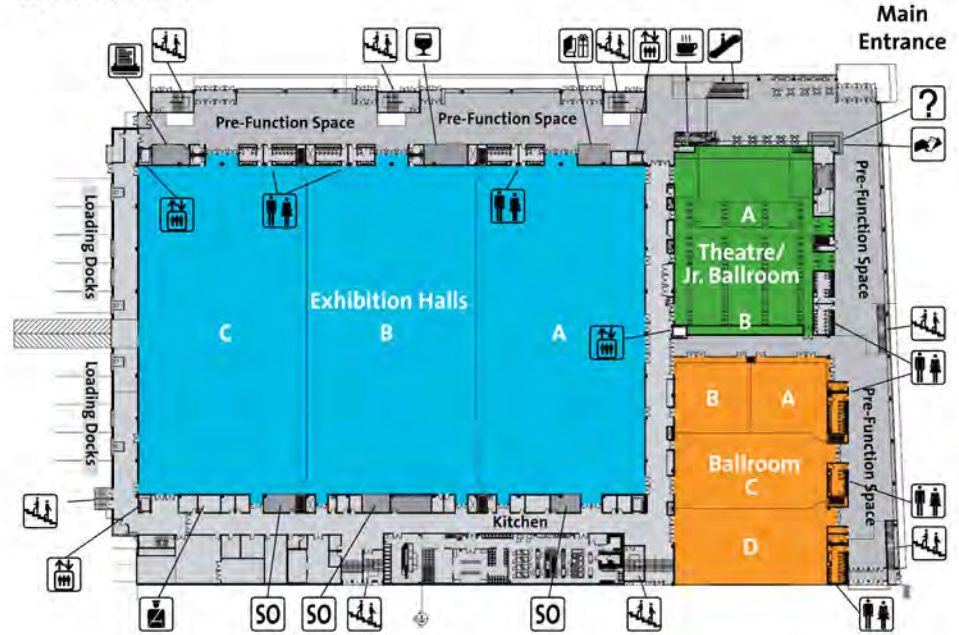 Main
Entrance
Pre-Function Space
Pre-Function Space
?
Loading Docks
Pre-Function Space
A
Theatre/
Jr. Ballroom
B
Exhibition Halls
C
B
A
B
A
Loading Docks
Pre-Function Space
Ballroom
C
Kitchen
D
SO
SO
SO